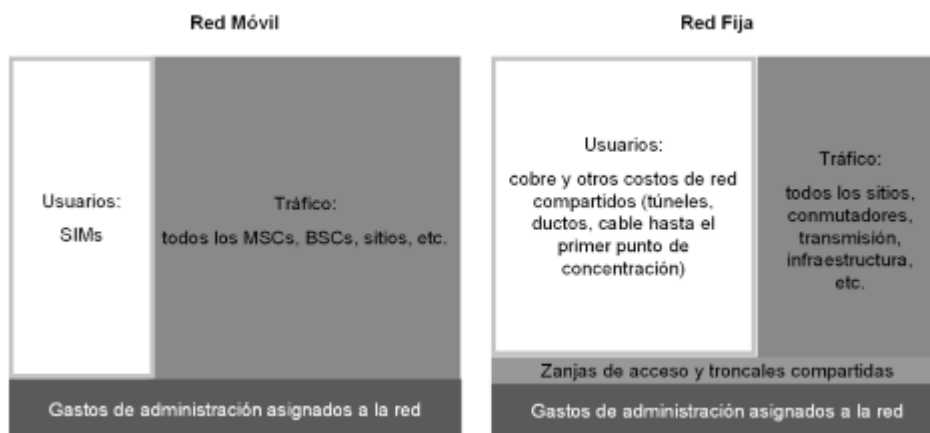 Red Móvil
Usuarios:
SIMs
Tráfico:
todos los MSCs, BSCs, sitios, etc.
Gastos de administración asignados a la red
Red Fija
Usuarios:
cobre y otros costos de red
compartidos (túneles,
ductos, cable hasta el
primer punto de
concentración)
Tráfico:
todos los sitios,
conmutadores,
transmisión,
infraestructura,
etc.
Zanjas de acceso y troncales compartidas
Gastos de administración asignados a la red